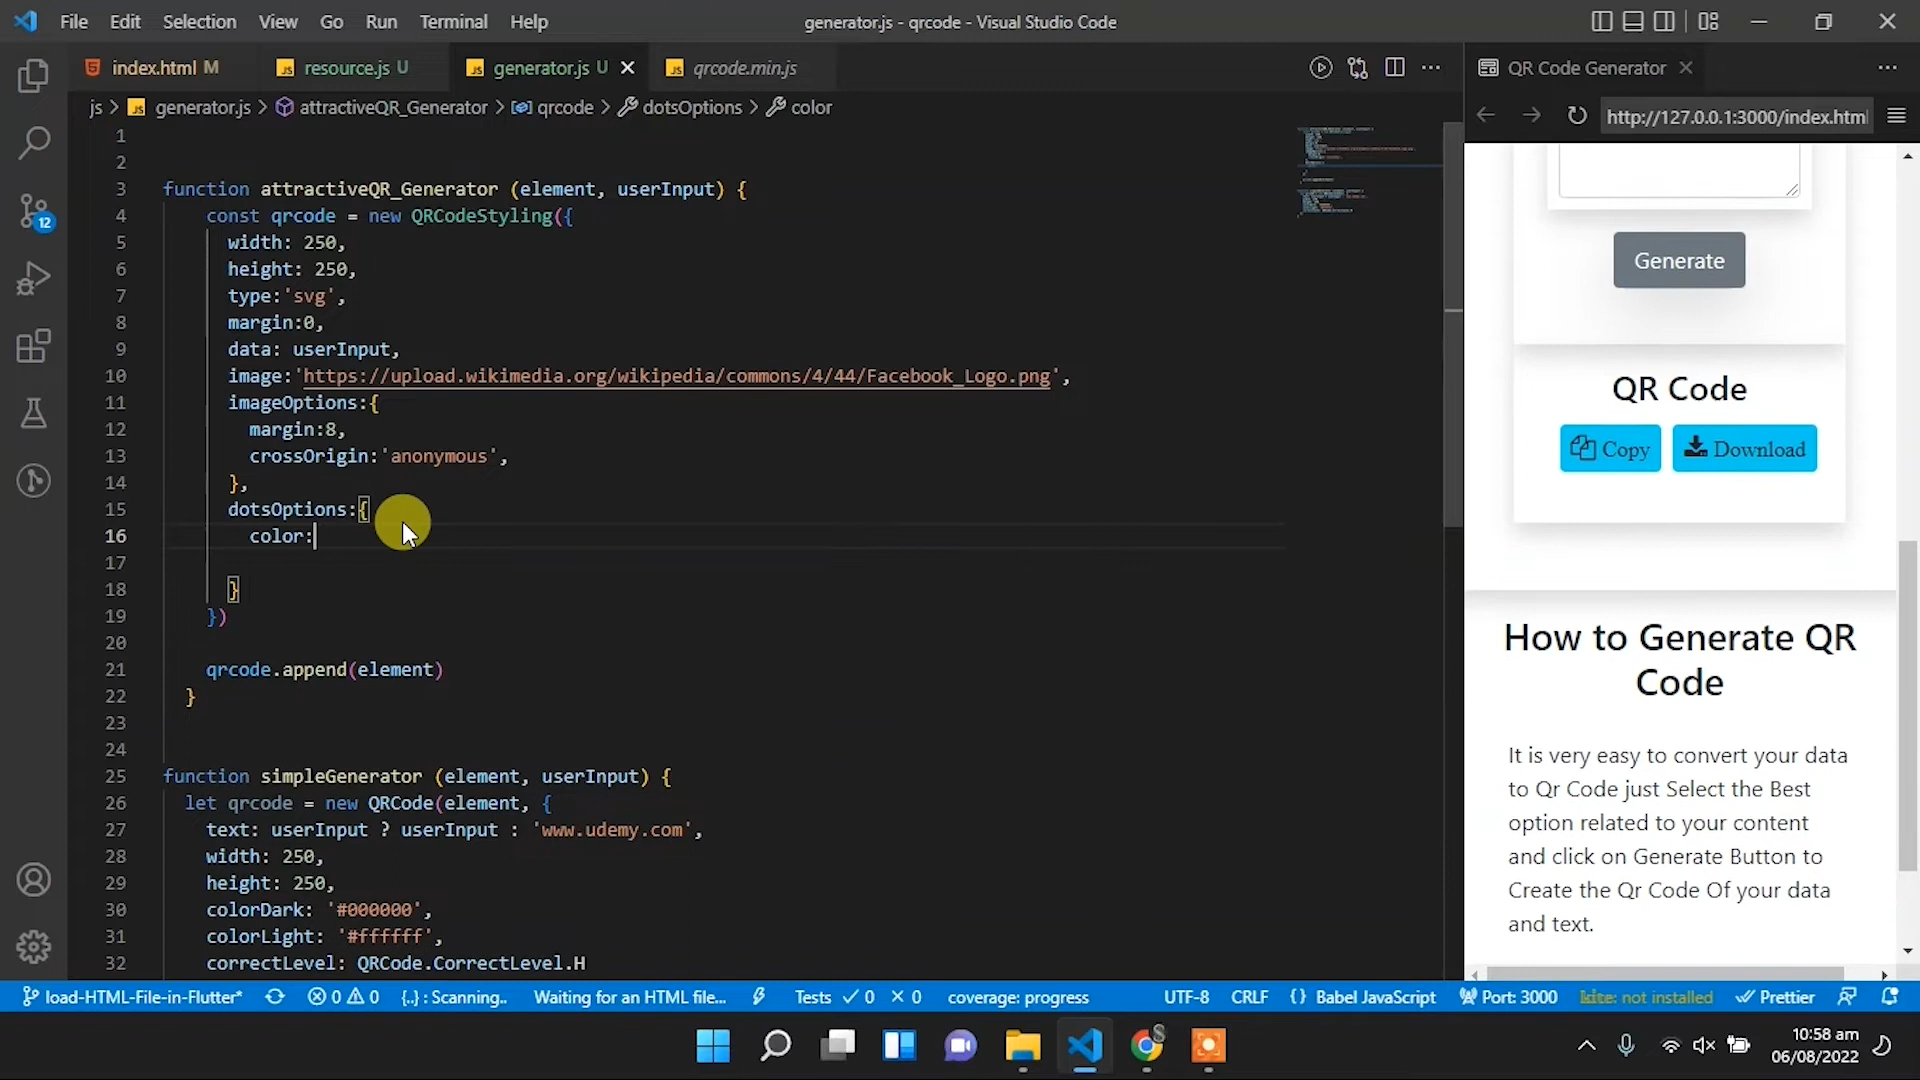 File Edit Selection View Go Run Terminal Help
generator.js - qrcode - Visual Studio Code
index.html M
resource.js U
generator.js U
qrcode.min.js
QR Code Generator
js > generator.js > attractiveQR_Generator > qrcode > dotsOptions > color
http://127.0.0.1:3000/index.html
1
2
3 function attractiveQR_Generator (element, userInput) {
4 const qrcode = new QRCodeStyling({
5 width: 250,
6 height: 250,
7 type:'svg',
8 margin:0,
9 data: userInput,
10 image:'https://upload.wikimedia.org/wikipedia/commons/4/44/Facebook_Logo.png',
11 imageOptions:{
12 margin:8,
13 crossOrigin:'anonymous',
14 },
15 dotsOptions:{
16 color:
17
18 }
19 })
20
21 qrcode.append(element)
22 }
23
24
25 function simpleGenerator (element, userInput) {
26 let qrcode = new QRCode(element, {
27 text: userInput ? userInput : 'www.udemy.com',
28 width: 250,
29 height: 250,
30 colorDark: '#000000',
31 colorLight: '#ffffff',
32 correctLevel: QRCode.CorrectLevel.H
12
Generate
QR Code
Copy Download
How to Generate QR
Code
It is very easy to convert your data
to Qr Code just Select the Best
option related to your content
and click on Generate Button to
Create the Qr Code Of your data
and text.
load-HTML-File-in-Flutter* 0 0 {..} : Scanning.. Waiting for an HTML file... Tests 0 0 coverage: progress UTF-8 CRLF {} Babel JavaScript Port: 3000 kite: not installed Prettier
10:58 am
06/08/2022